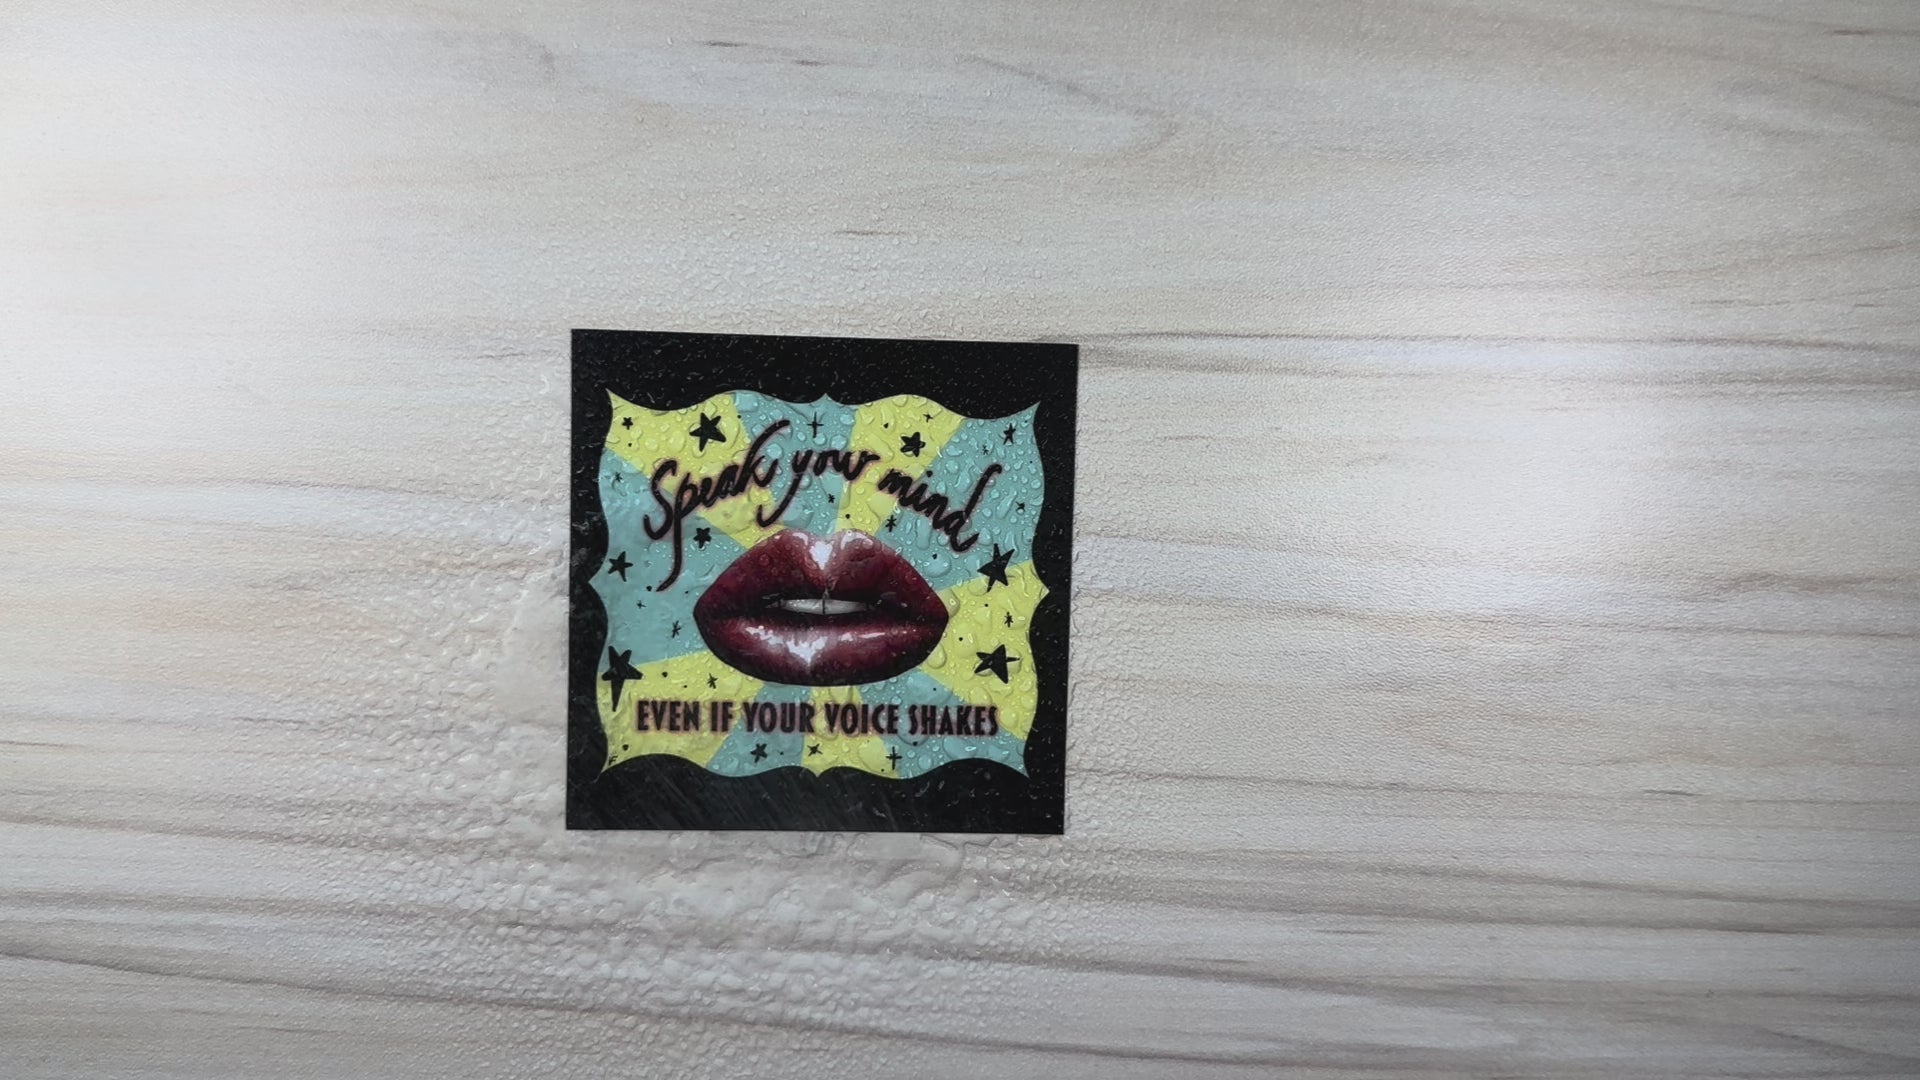 Speak your mind
EVEN IF YOUR VOICE SHAKES